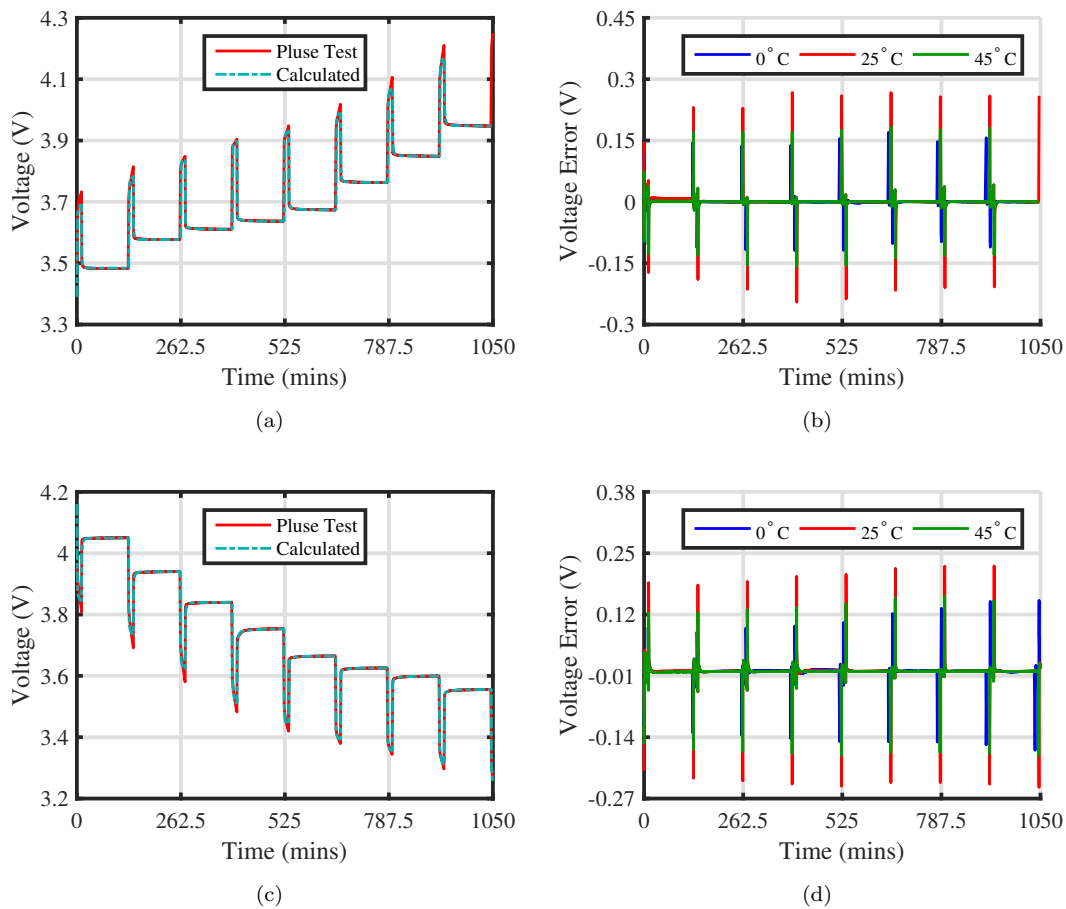 4.3
4.1
3.9
3.7
3.5
3.3
Voltage (V)
Pluse Test
Calculated
0
262.5
525
787.5
1050
Time (mins)
(a)
0.45
0.3
0.15
0
-0.15
-0.3
Voltage Error (V)
0°C
25°C
45°C
0
262.5
525
787.5
1050
Time (mins)
(b)
4.2
4
3.8
3.6
3.4
3.2
Voltage (V)
Pluse Test
Calculated
0
262.5
525
787.5
1050
Time (mins)
(c)
0.38
0.25
0.12
-0.01
-0.14
-0.27
Voltage Error (V)
0°C
25°C
45°C
0
262.5
525
787.5
1050
Time (mins)
(d)